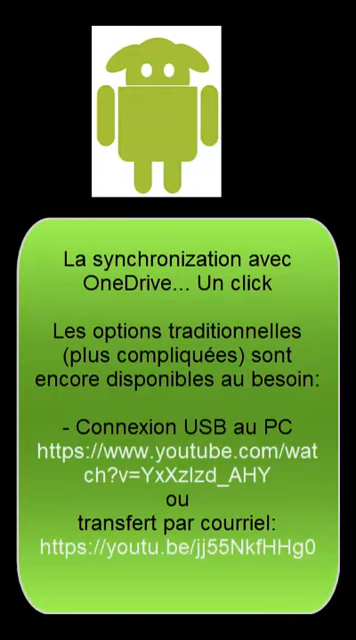 La synchronization avec
OneDrive... Un click
Les options traditionnelles
(plus compliquées) sont
encore disponibles au besoin:
- Connexion USB au PC
https://www.youtube.com/wat
ch?v=YxXzlzd_AHY
ou
transfert par courriel:
https://youtu.be/jj55NkfHHg0